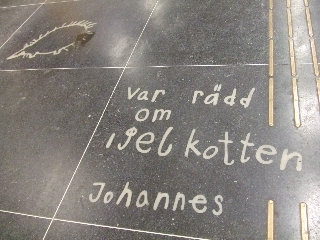 var rädd
om
igelkotten
Johannes